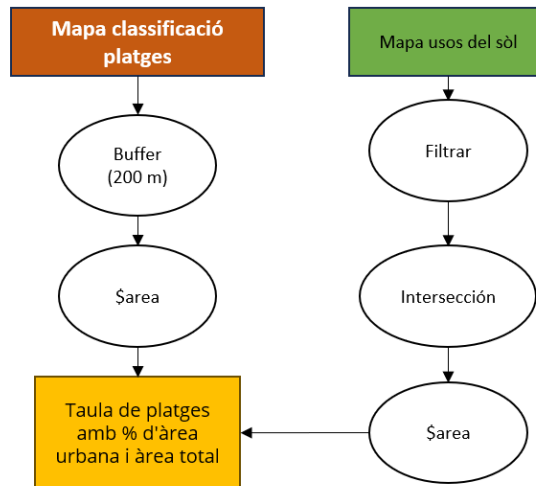 Mapa classificació
platges
Mapa usos del sòl
Buffer
(200 m)
Filtrar
$area
Intersección
Taula de platges
amb % d'àrea
urbana i àrea total
$area